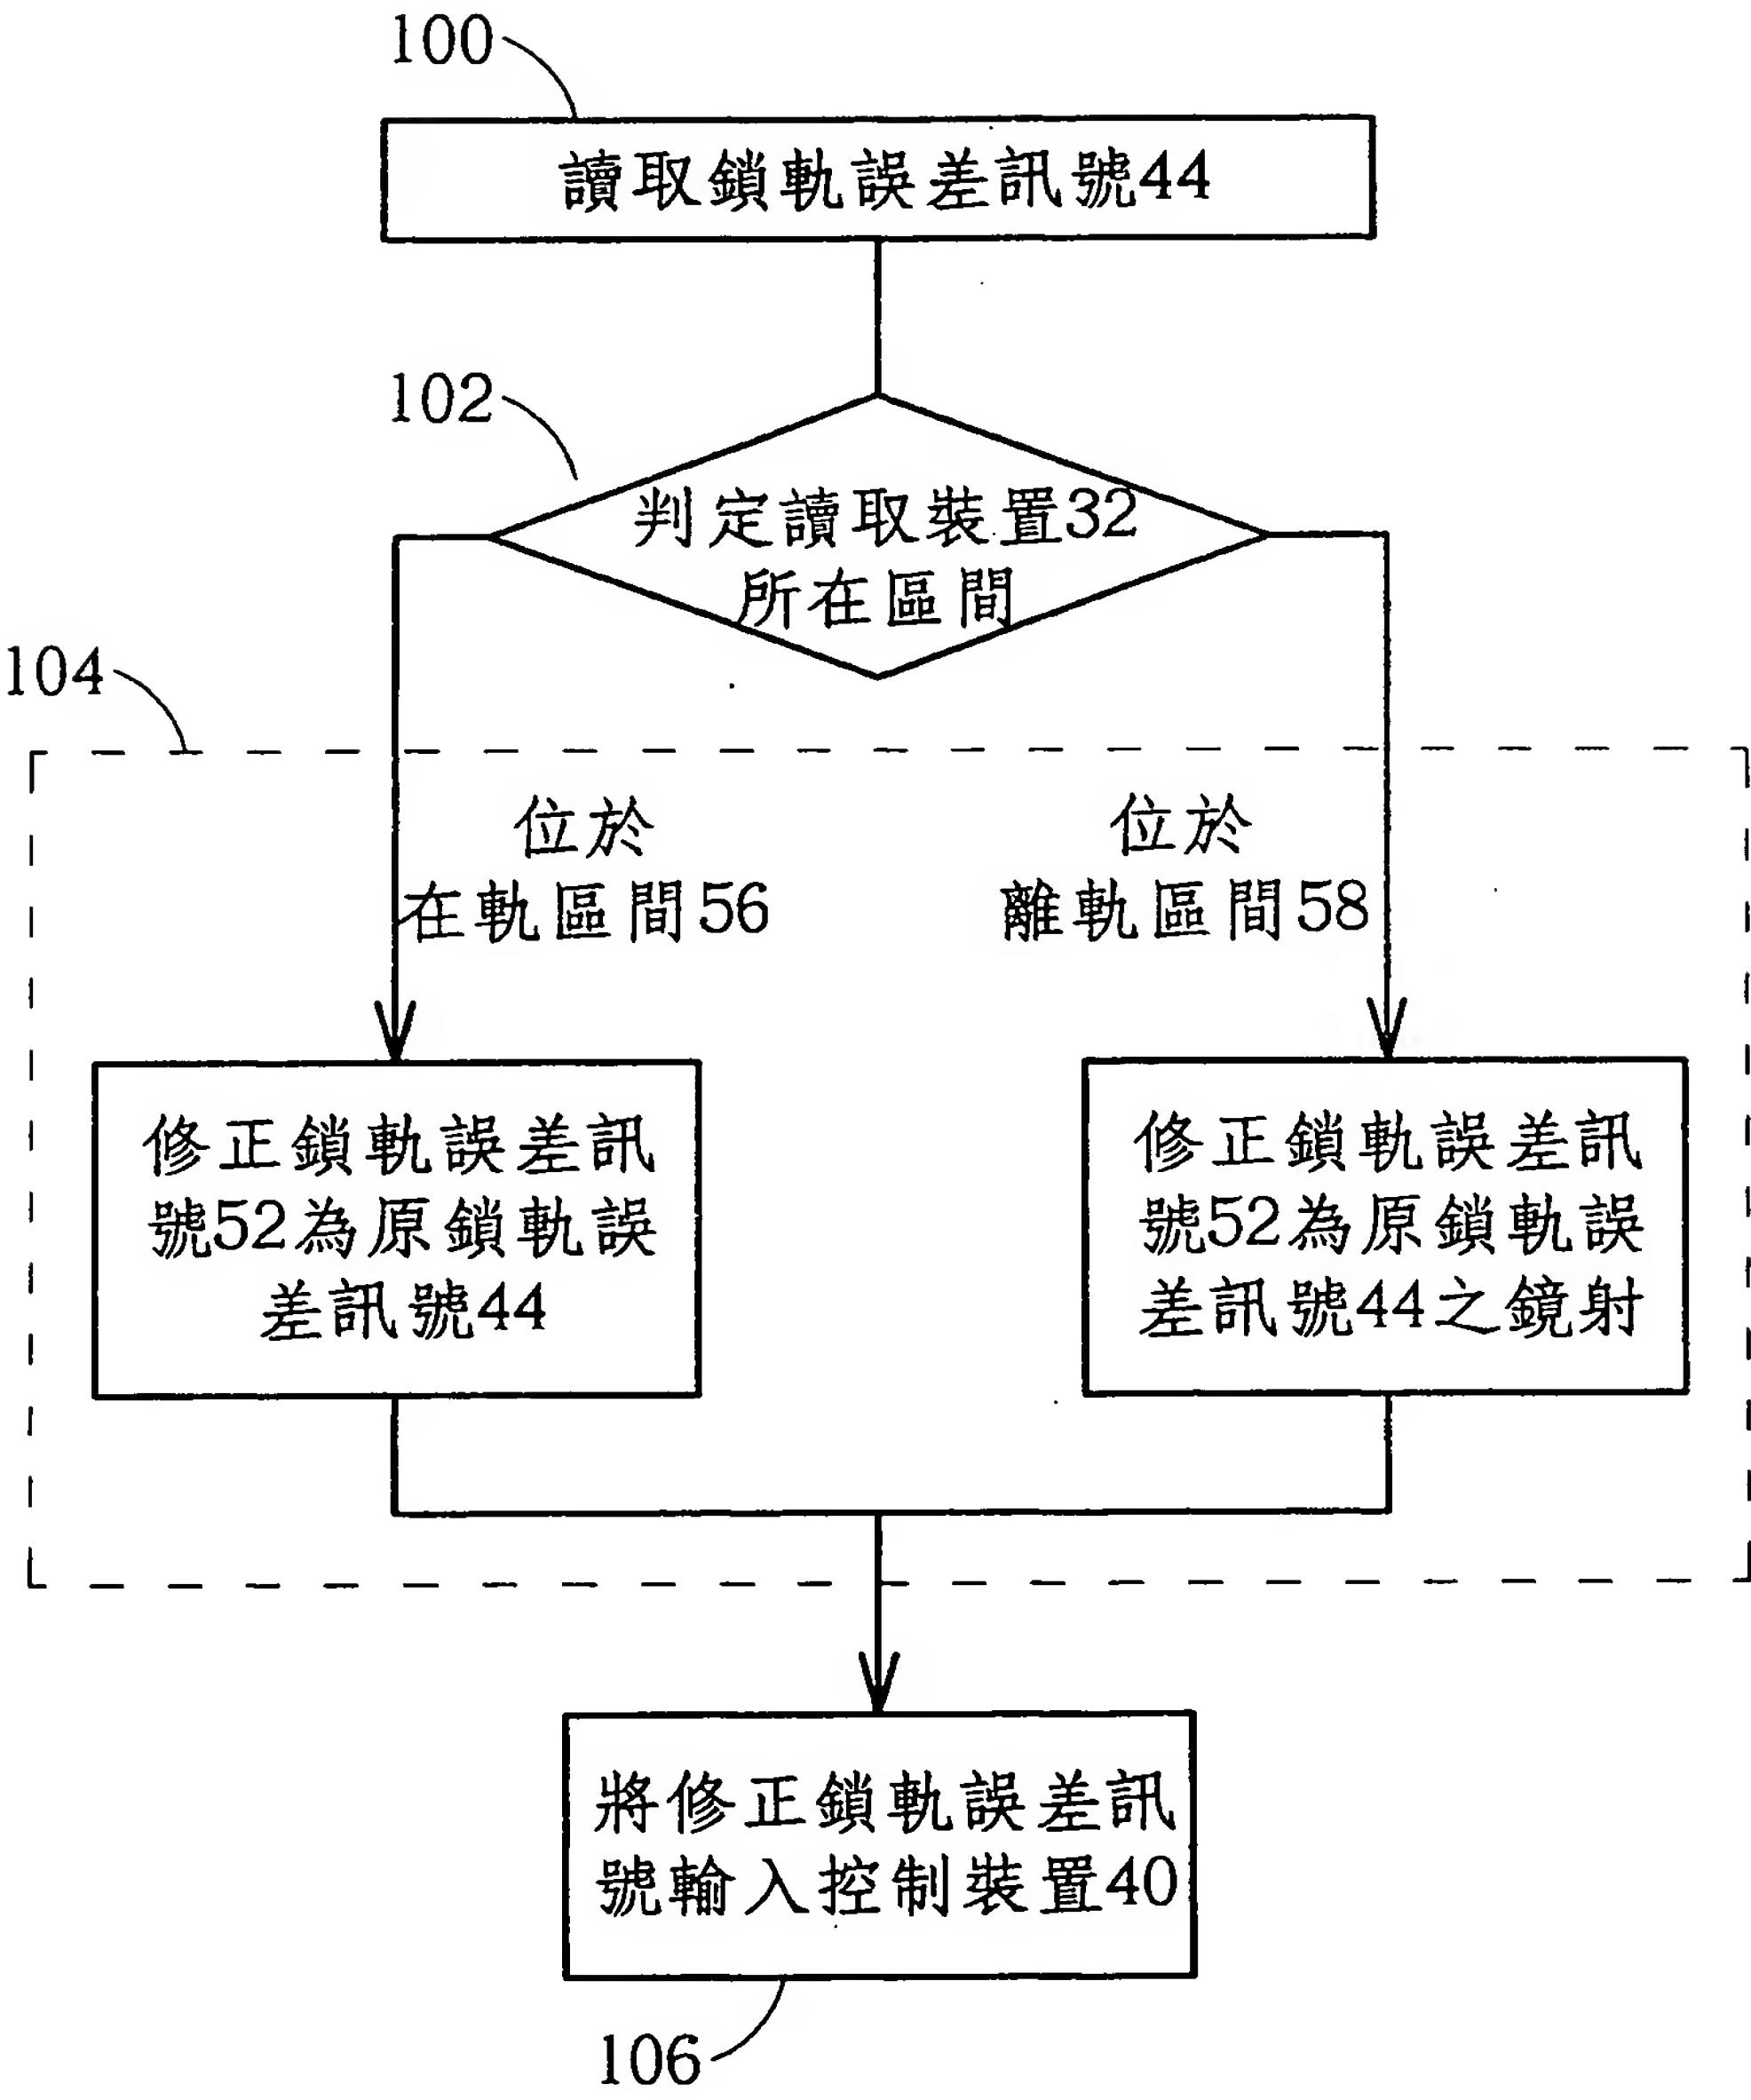 100
讀取鎖軌誤差訊號44
102
判定讀取裝置32
所在區間
104
位於
在軌區間56
位於
離軌區間58
修正鎖軌誤差訊
號52為原鎖軌誤
差訊號44
修正鎖軌誤差訊
號52為原鎖軌誤
差訊號44之鏡射
將修正鎖軌誤差訊
號輸入控制裝置40
106